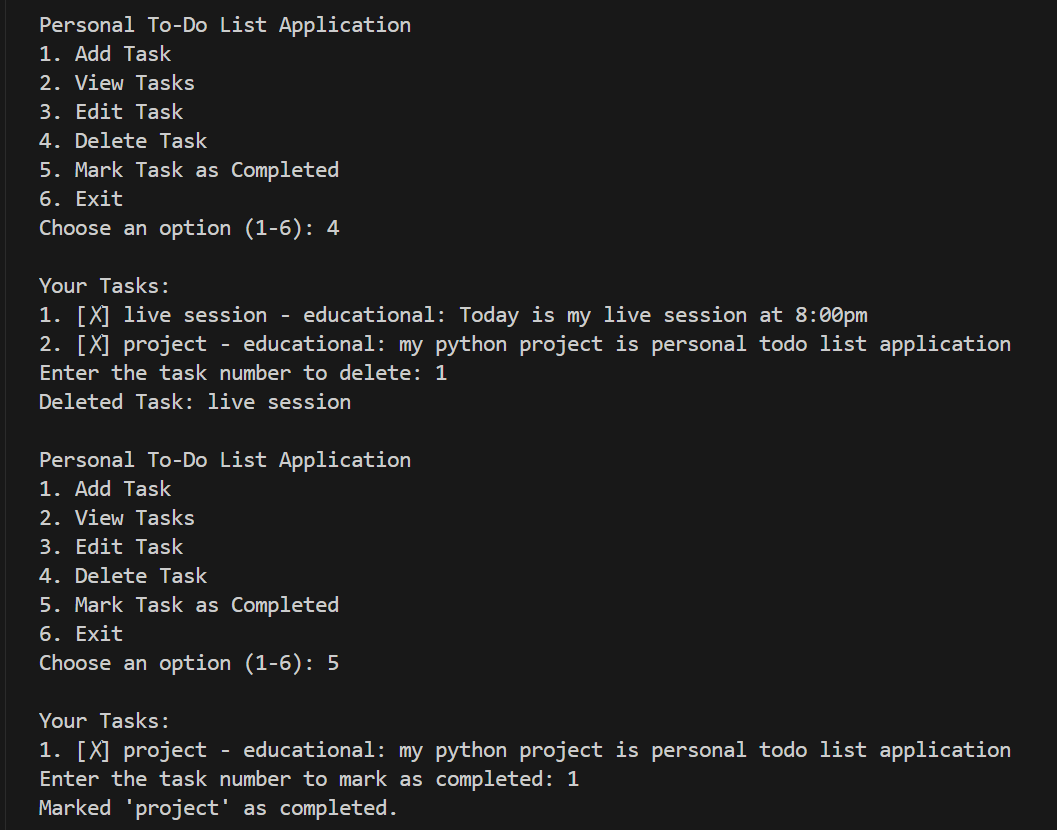 Personal To-Do List Application
1. Add Task
2. View Tasks
3. Edit Task
4. Delete Task
5. Mark Task as Completed
6. Exit
Choose an option (1-6): 4
Your Tasks:
1. [╳] live session - educational: Today is my live session at 8:00pm
2. [╳] project - educational: my python project is personal todo list application
Enter the task number to delete: 1
Deleted Task: live session
Personal To-Do List Application
1. Add Task
2. View Tasks
3. Edit Task
4. Delete Task
5. Mark Task as Completed
6. Exit
Choose an option (1-6): 5
Your Tasks:
1. [╳] project - educational: my python project is personal todo list application
Enter the task number to mark as completed: 1
Marked 'project' as completed.